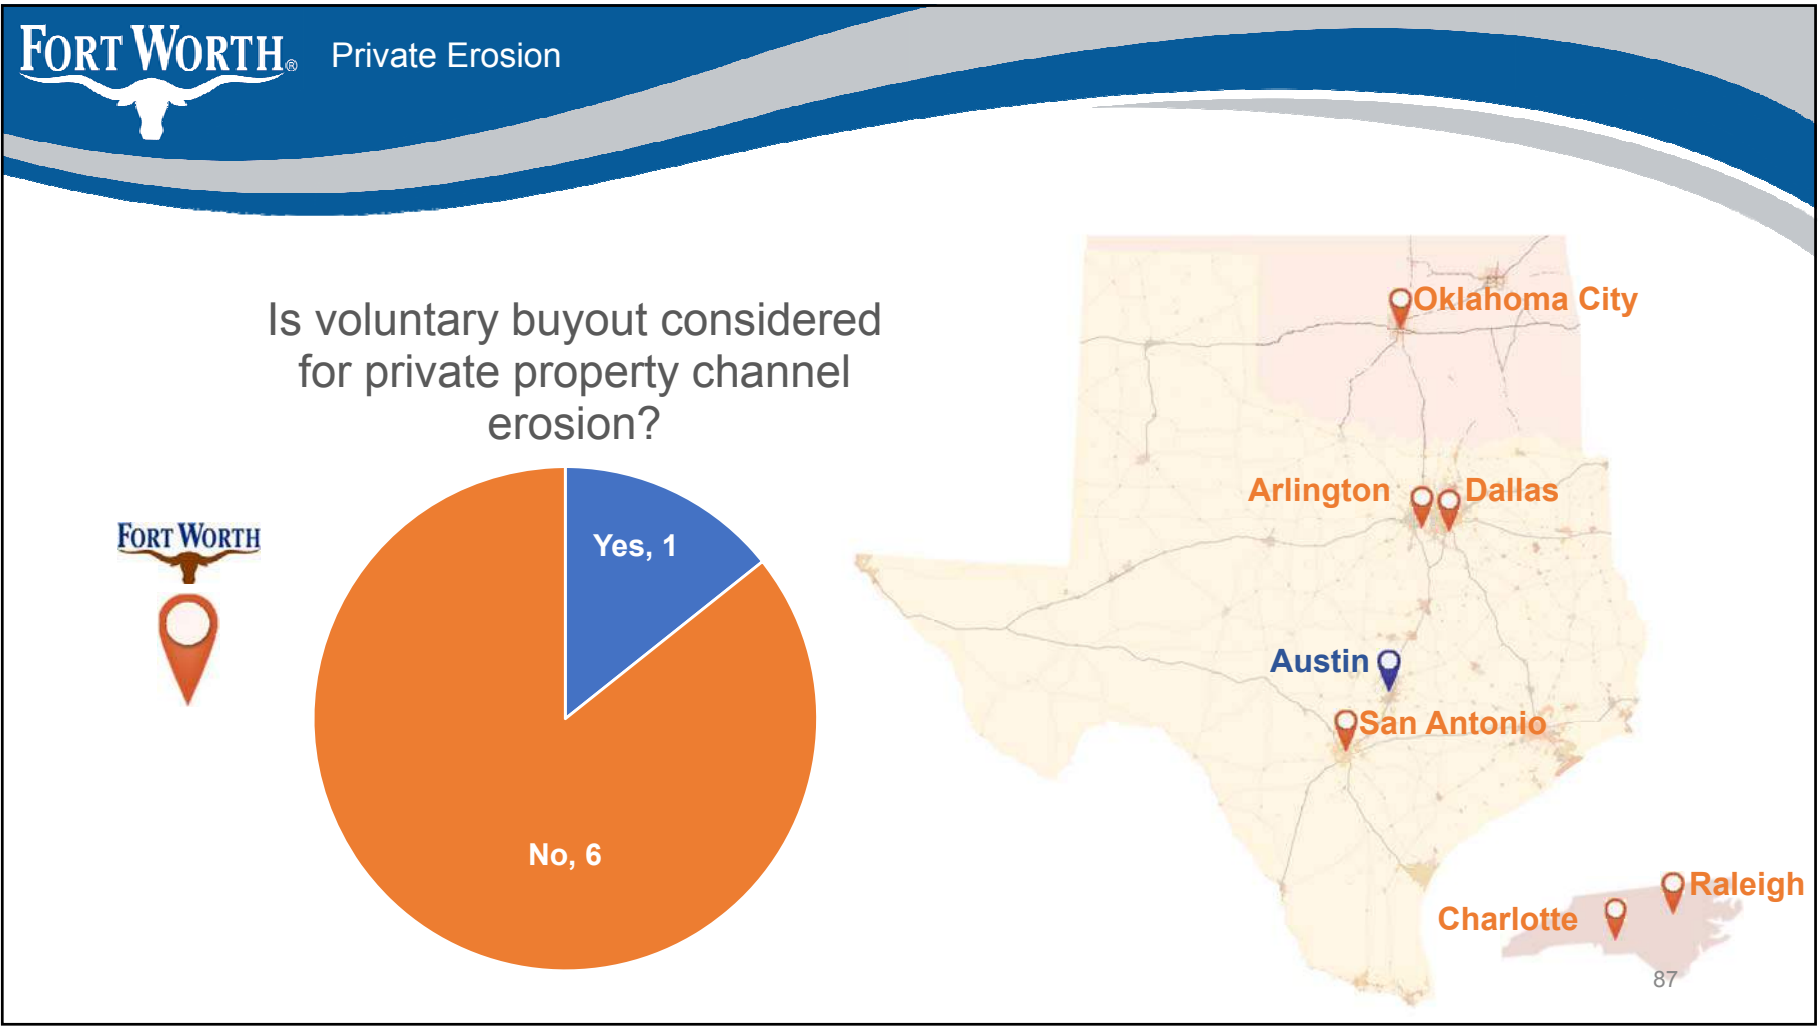 FORT WORTH®
Private Erosion
Is voluntary buyout considered
for private property channel
erosion?
FORT WORTH
Yes, 1
No, 6
Oklahoma City
Arlington
Dallas
Austin
San Antonio
Raleigh
Charlotte
87